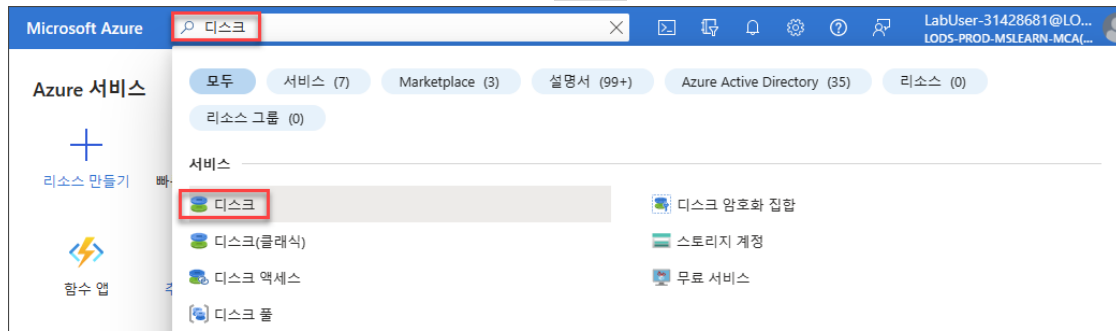 Microsoft Azure 디스크 LabUser-31428681@LO...
LODS-PROD-MSLEARN-MCA(...
Azure 서비스
모두 서비스 (7) Marketplace (3) 설명서 (99+) Azure Active Directory (35) 리소스 (0)
리소스 그룹 (0)
서비스
리소스 만들기
디스크 디스크 암호화 집합
디스크(클래식) 스토리지 계정
함수 앱
디스크 액세스 무료 서비스
디스크 풀